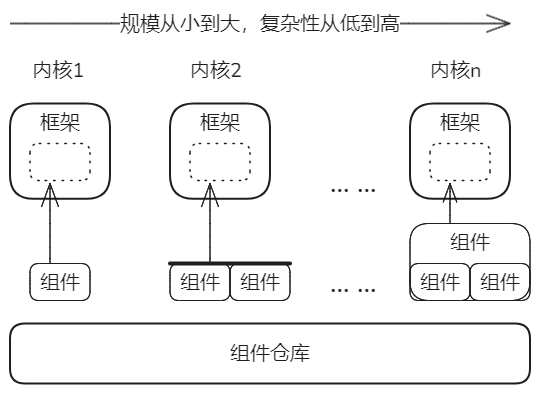 规模从小到大，复杂性从低到高
内核1 内核2 内核n
框架 框架 框架
... ...
组件
组件 组件 组件 ... ... 组件 组件
组件仓库